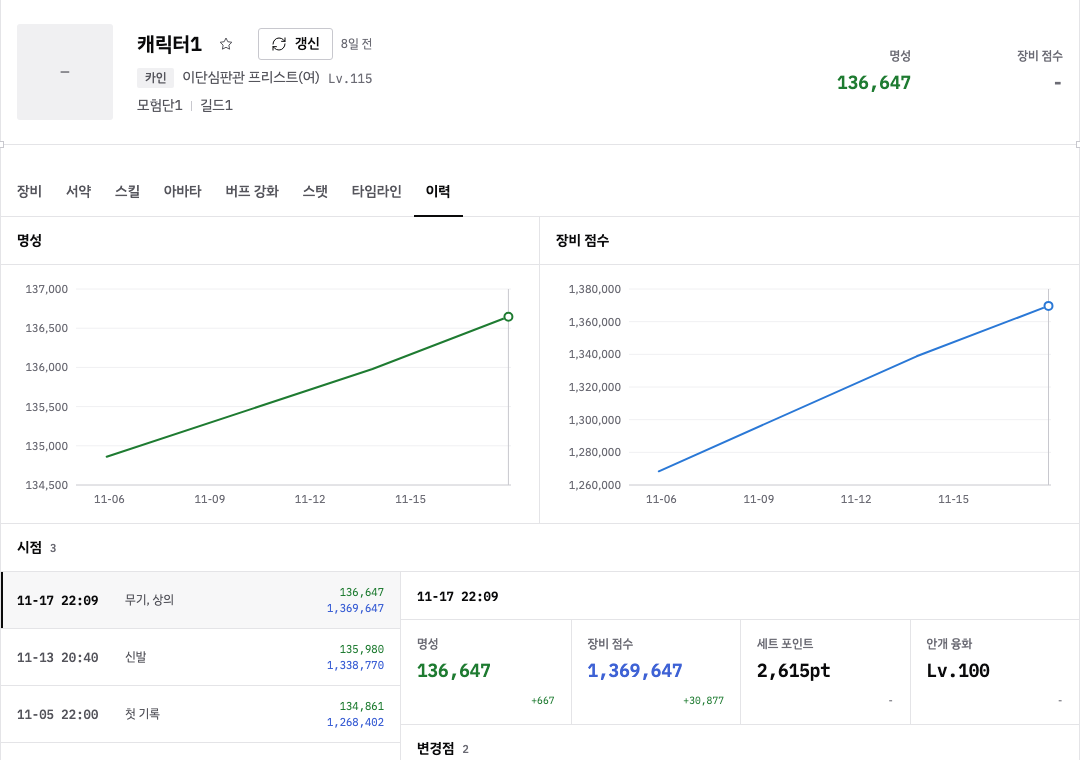 –
캐릭터1 ☆ 갱신 8일 전
카인 이단심판관 프리스트(여) Lv.115
모험단1 | 길드1
명성 장비 점수
136,647 -
장비 서약 스킬 아바타 버프 강화 스탯 타임라인 이력
명성
137,000
136,500
136,000
135,500
135,000
134,500
11-06 11-09 11-12 11-15
장비 점수
1,380,000
1,360,000
1,340,000
1,320,000
1,300,000
1,280,000
1,260,000
11-06 11-09 11-12 11-15
시점 3
11-17 22:09 무기, 상의 136,647
1,369,647
11-13 20:40 신발 135,980
1,338,770
11-05 22:00 첫 기록 134,861
1,268,402
11-17 22:09
명성
136,647
+667
장비 점수
1,369,647
+30,877
세트 포인트
2,615pt
-
안개 융화
Lv.100
-
변경점 2